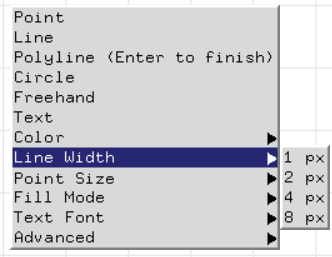 Point
Line
Polyline (Enter to finish)
Circle
Freehand
Text
Color
Line Width
Point Size
Fill Mode
Text Font
Advanced
1 px
2 px
4 px
8 px